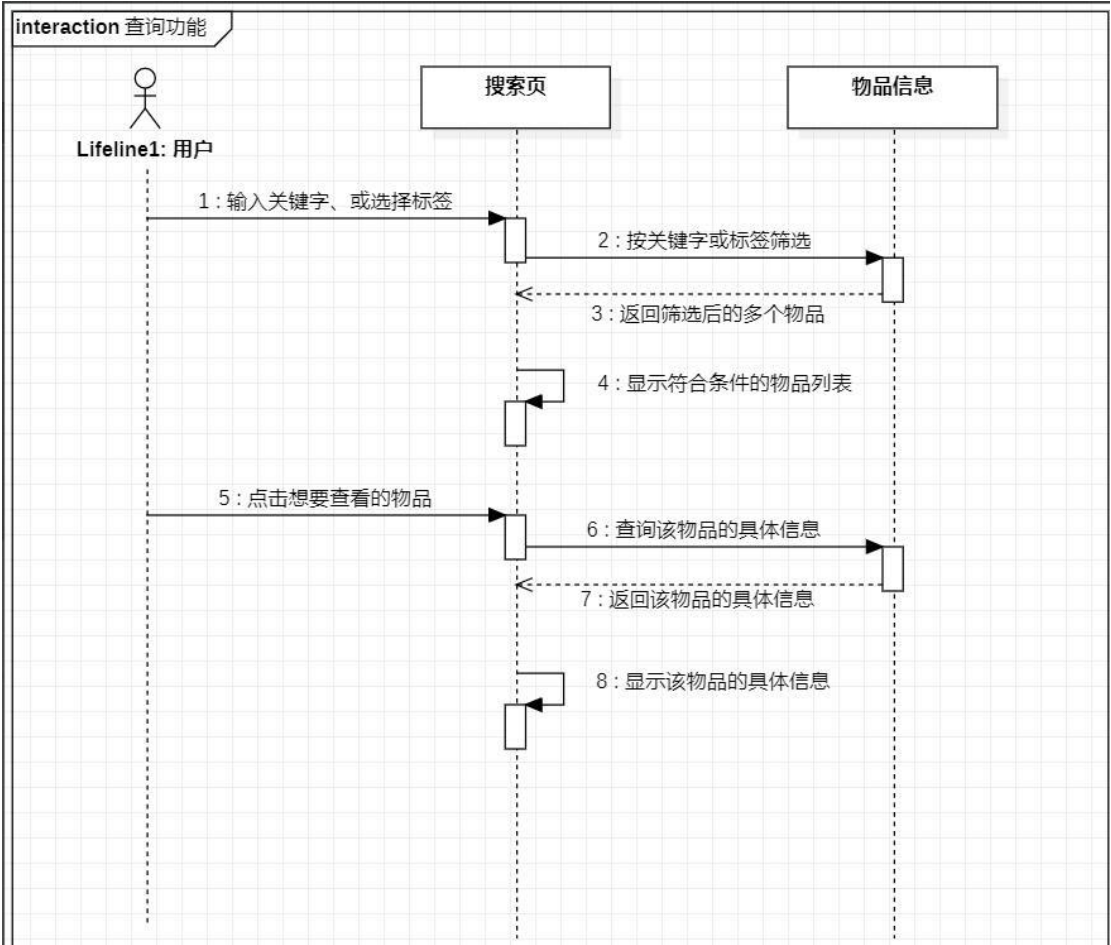 interaction 查询功能
搜索页
物品信息
Lifeline1: 用户
1 : 输入关键字、或选择标签
2 : 按关键字或标签筛选
3 : 返回筛选后的多个物品
4 : 显示符合条件的物品列表
5 : 点击想要查看的物品
6 : 查询该物品的具体信息
7 : 返回该物品的具体信息
8 : 显示该物品的具体信息